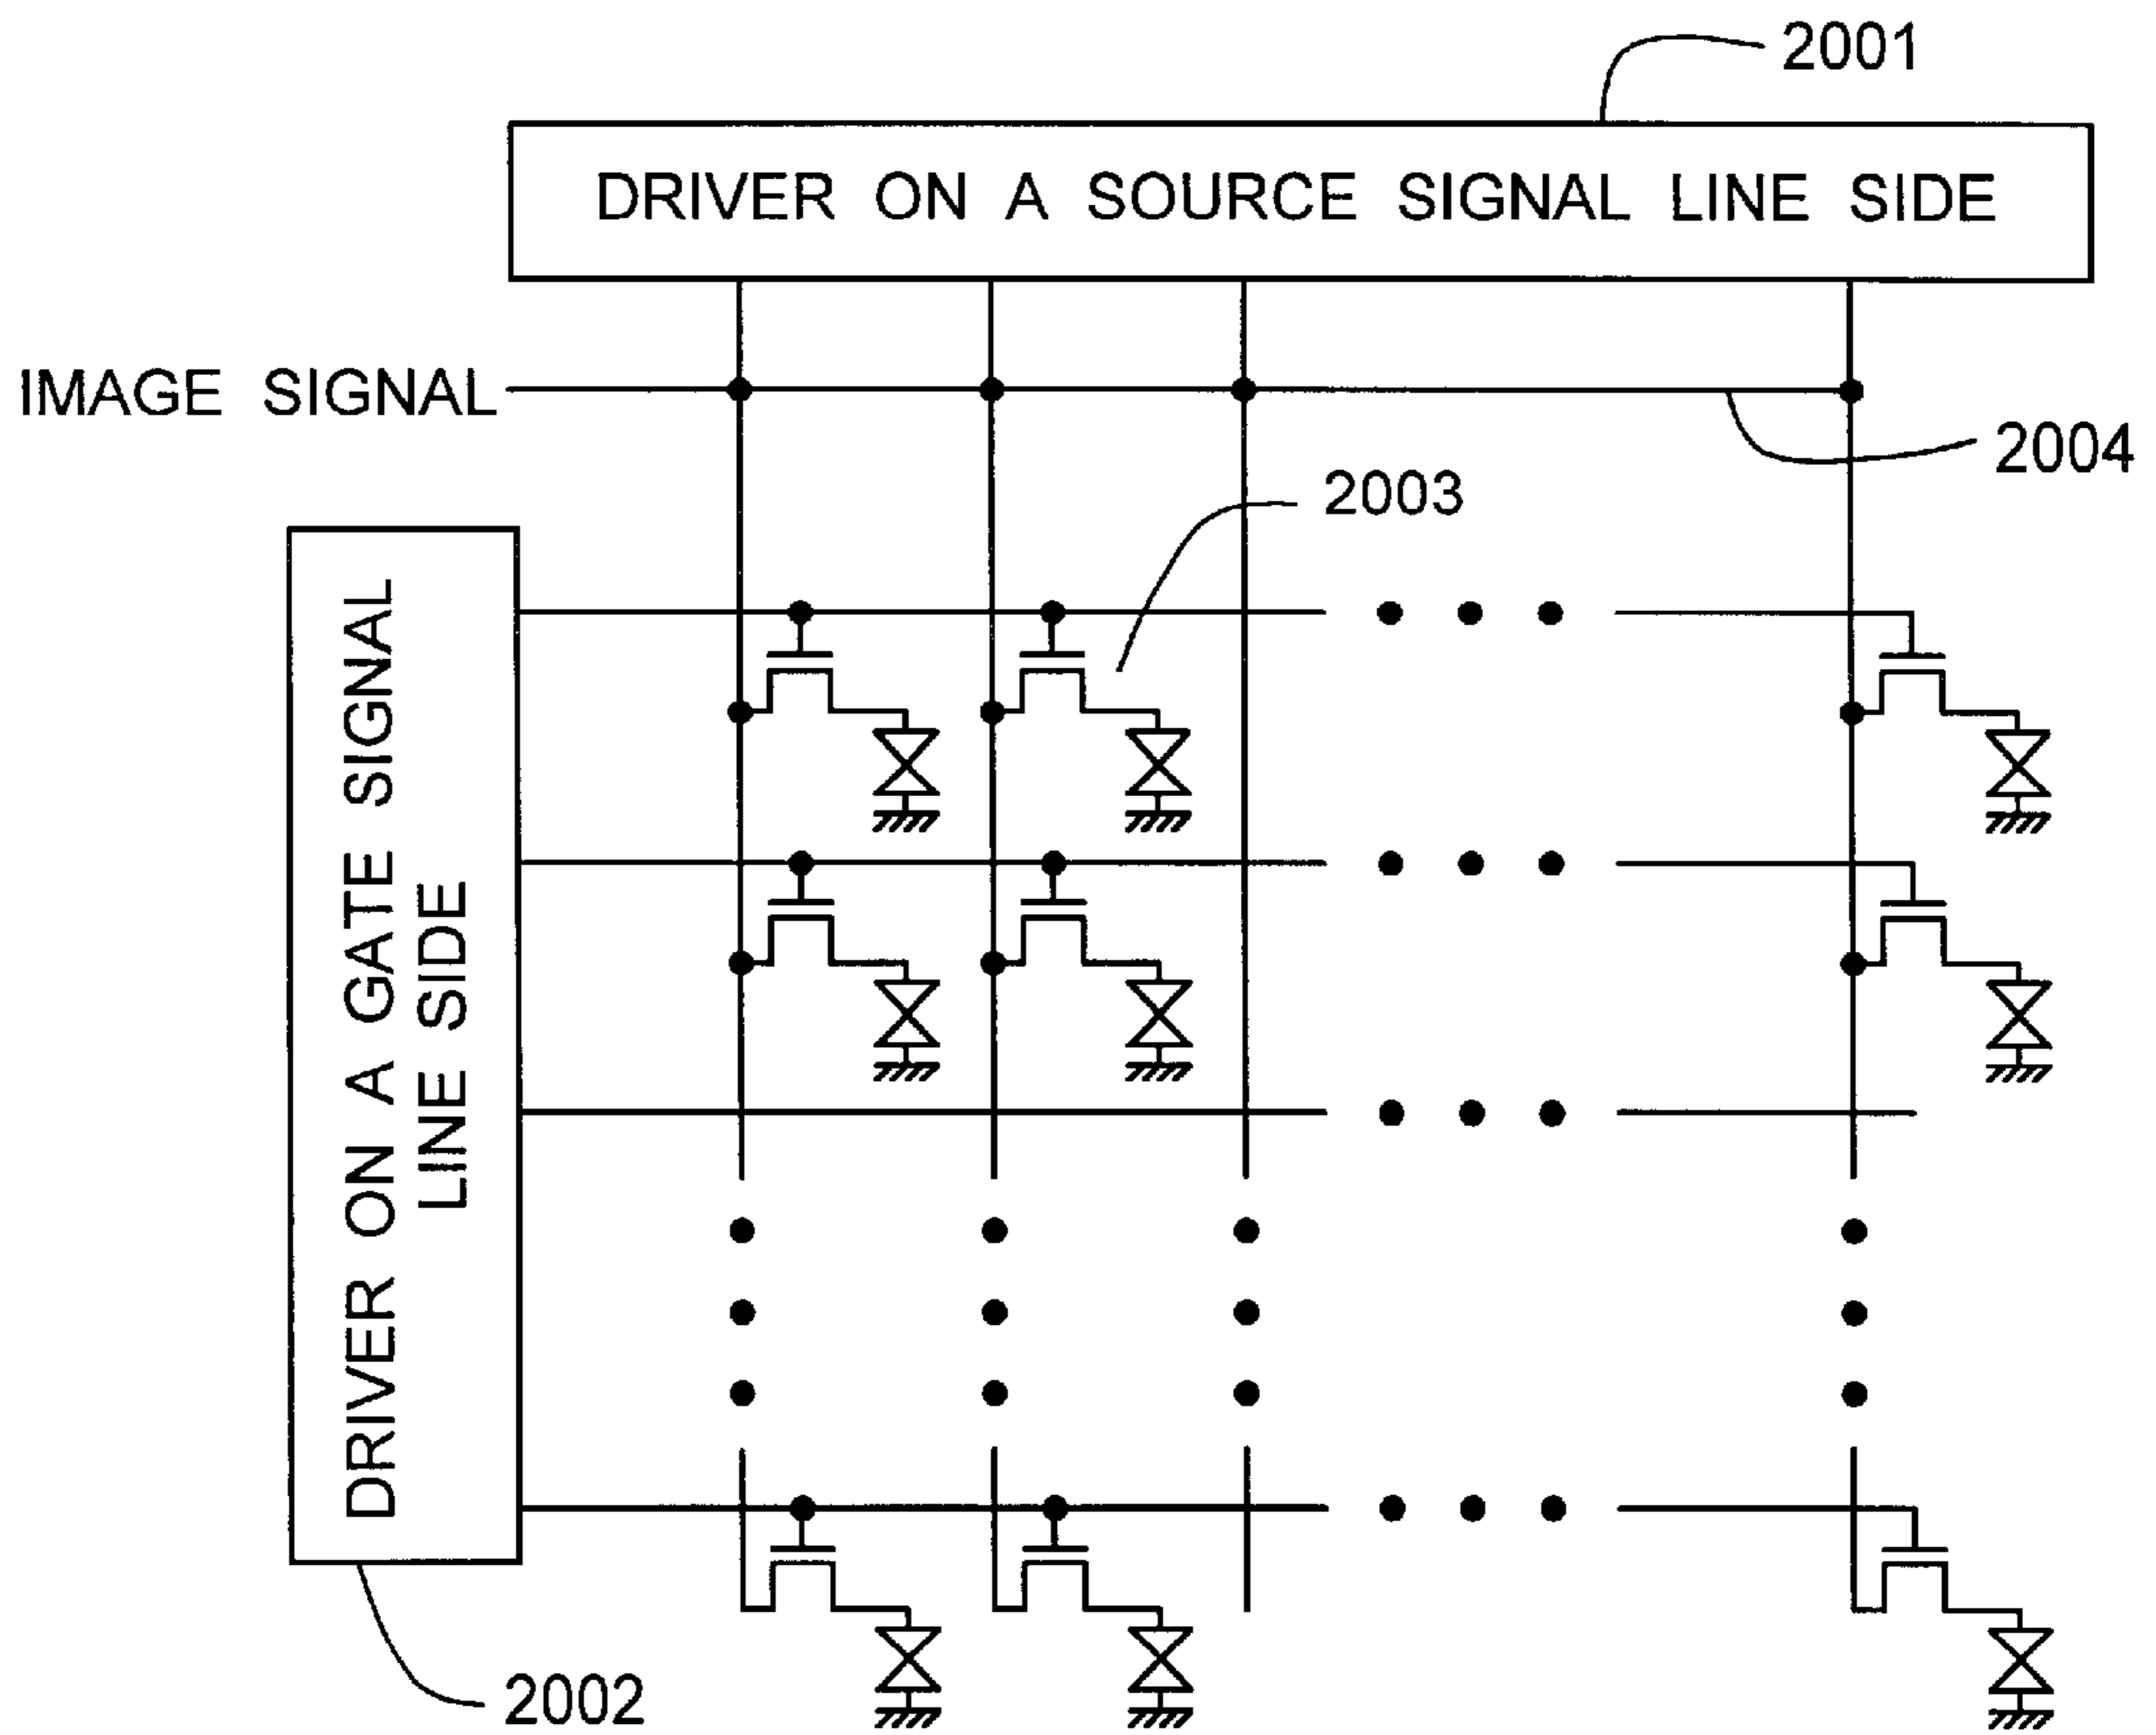 2001
DRIVER ON A SOURCE SIGNAL LINE SIDE
IMAGE SIGNAL
2004
2003
DRIVER ON A GATE SIGNAL
LINE SIDE
2002